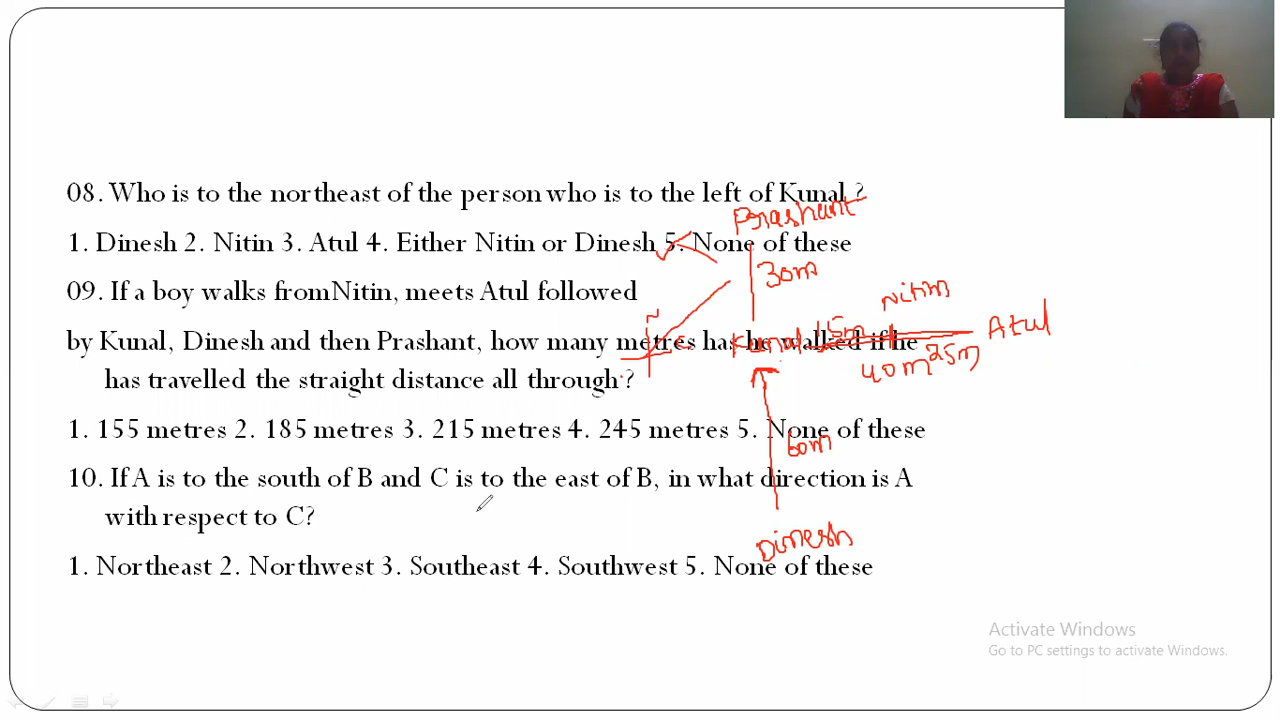 08. Who is to the northeast of the person who is to the left of Kunal ?
Prashant
1. Dinesh 2. Nitin 3. Atul 4. Either Nitin or Dinesh 5. None of these
30m
09. If a boy walks fromNitin, meets Atul followed
Nitin
N
Atul
by Kunal, Dinesh and then Prashant, how many metres has he walked if he
E
Kunal
15m
25m
40m
has travelled the straight distance all through ?
1. 155 metres 2. 185 metres 3. 215 metres 4. 245 metres 5. None of these
60m
10. If A is to the south of B and C is to the east of B, in what direction is A
with respect to C?
Dinesh
1. Northeast 2. Northwest 3. Southeast 4. Southwest 5. None of these
Activate Windows
Go to PC settings to activate Windows.